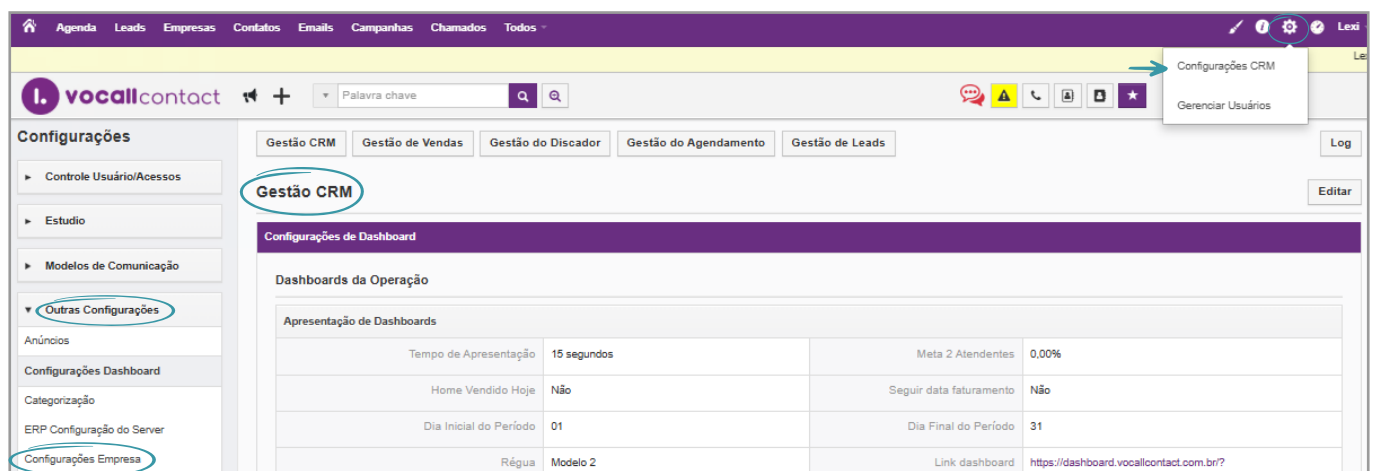 Agenda Leads Empresas Contatos Emails Campanhas Chamados Todos Lexi
Configurações CRM
Gerenciar Usuários
vocallcontact Palavra chave
Configurações
Controle Usuário/Acessos
Estudio
Modelos de Comunicação
Outras Configurações
Anúncios
Configurações Dashboard
Categorização
ERP Configuração do Server
Configurações Empresa
Gestão CRM Gestão de Vendas Gestão do Discador Gestão do Agendamento Gestão de Leads Log
Gestão CRM Editar
Configurações de Dashboard
Dashboards da Operação
Apresentação de Dashboards
Tempo de Apresentação 15 segundos Meta 2 Atendentes 0,00%
Home Vendido Hoje Não Seguir data faturamento Não
Dia Inicial do Período 01 Dia Final do Período 31
Régua Modelo 2 Link dashboard https://dashboard.vocallcontact.com.br/?